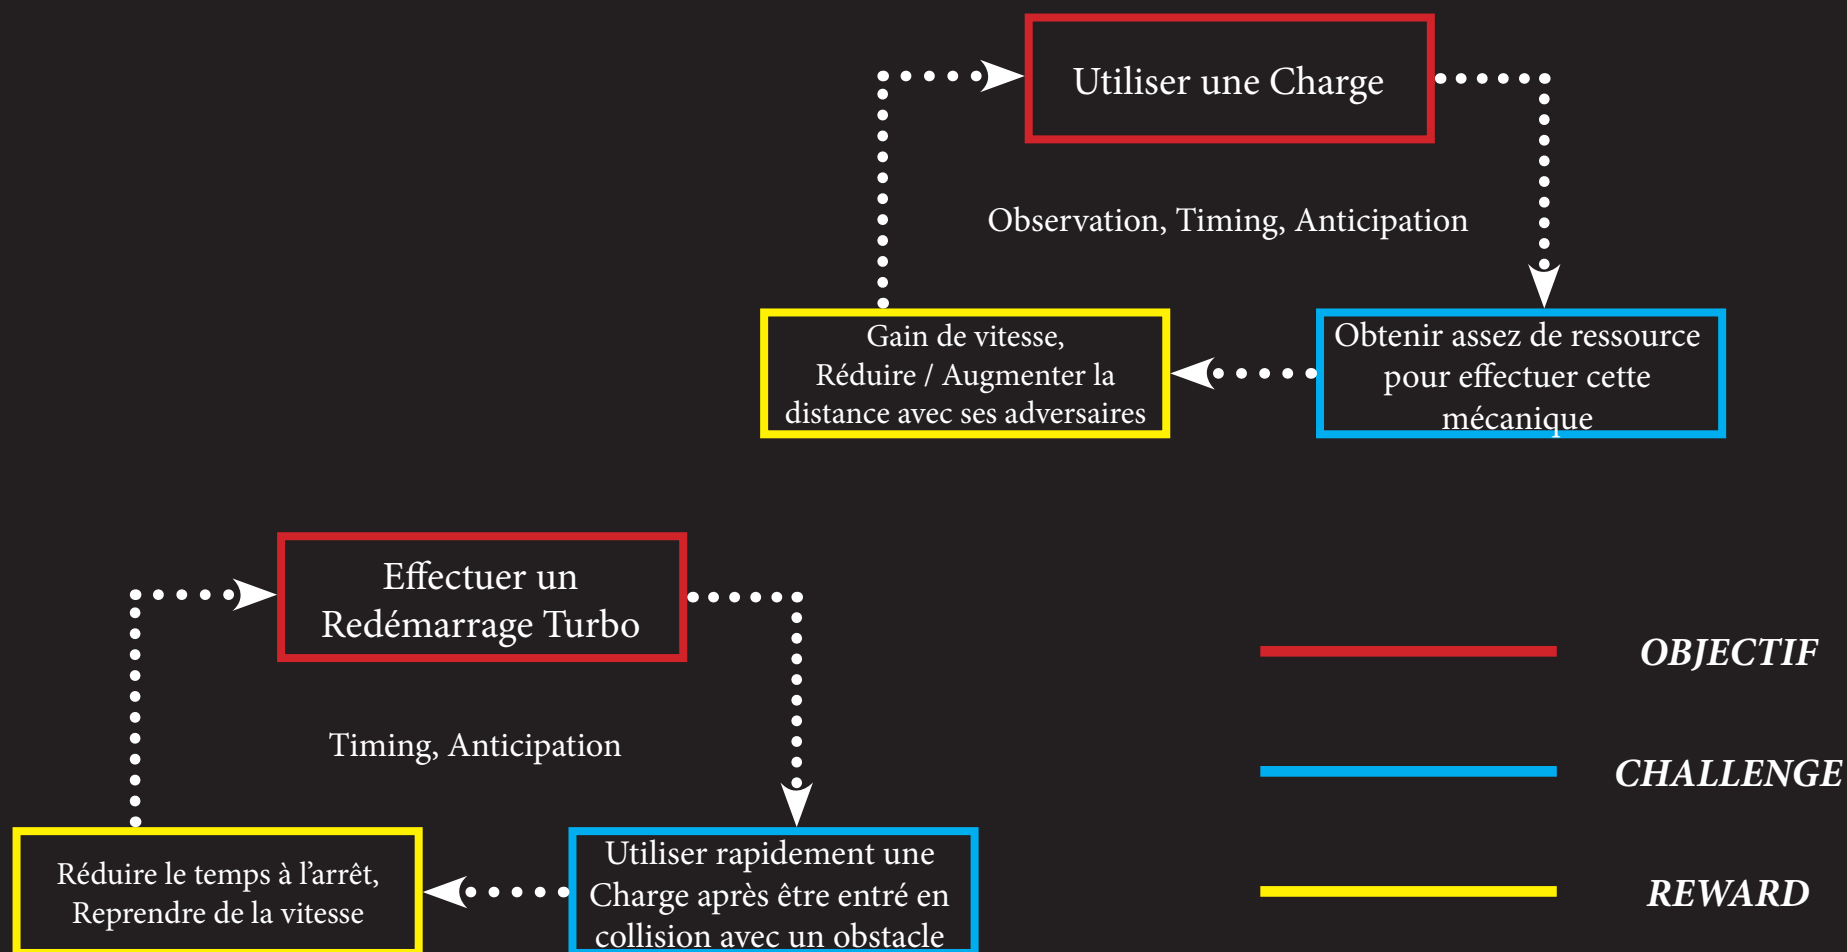 Utiliser une Charge
Observation, Timing, Anticipation
Gain de vitesse,
Réduire / Augmenter la
distance avec ses adversaires
Obtenir assez de ressource
pour effectuer cette
mécanique
Effectuer un
Redémarrage Turbo
Timing, Anticipation
Réduire le temps à l’arrêt,
Reprendre de la vitesse
Utiliser rapidement une
Charge après être entré en
collision avec un obstacle
OBJECTIF
CHALLENGE
REWARD